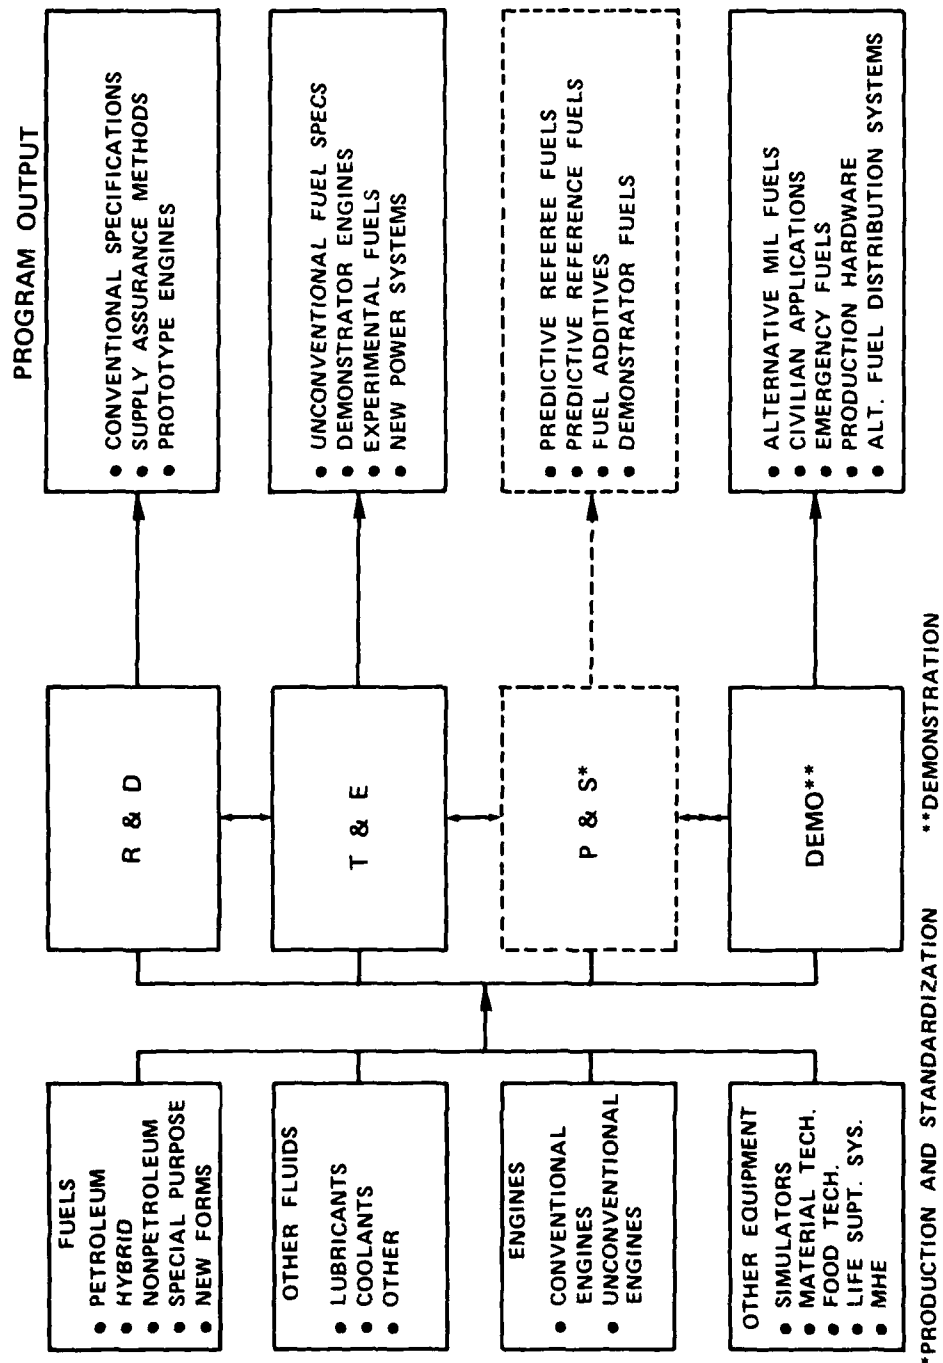 PROGRAM OUTPUT
FUELS
• PETROLEUM
• HYBRID
• NONPETROLEUM
• SPECIAL PURPOSE
• NEW FORMS
R & D
• CONVENTIONAL SPECIFICATIONS
• SUPPLY ASSURANCE METHODS
• PROTOTYPE ENGINES
OTHER FLUIDS
• LUBRICANTS
• COOLANTS
• OTHER
T & E
• UNCONVENTIONAL FUEL SPECS
• DEMONSTRATOR ENGINES
• EXPERIMENTAL FUELS
• NEW POWER SYSTEMS
ENGINES
• CONVENTIONAL
ENGINES
• UNCONVENTIONAL
ENGINES
P & S*
• PREDICTIVE REFEREE FUELS
• PREDICTIVE REFERENCE FUELS
• FUEL ADDITIVES
• DEMONSTRATOR FUELS
OTHER EQUIPMENT
• SIMULATORS
• MATERIAL TECH.
• FOOD TECH.
• LIFE SUPT. SYS.
• MHE
DEMO**
• ALTERNATIVE MIL FUELS
• CIVILIAN APPLICATIONS
• EMERGENCY FUELS
• PRODUCTION HARDWARE
• ALT. FUEL DISTRIBUTION SYSTEMS
*PRODUCTION AND STANDARDIZATION **DEMONSTRATION